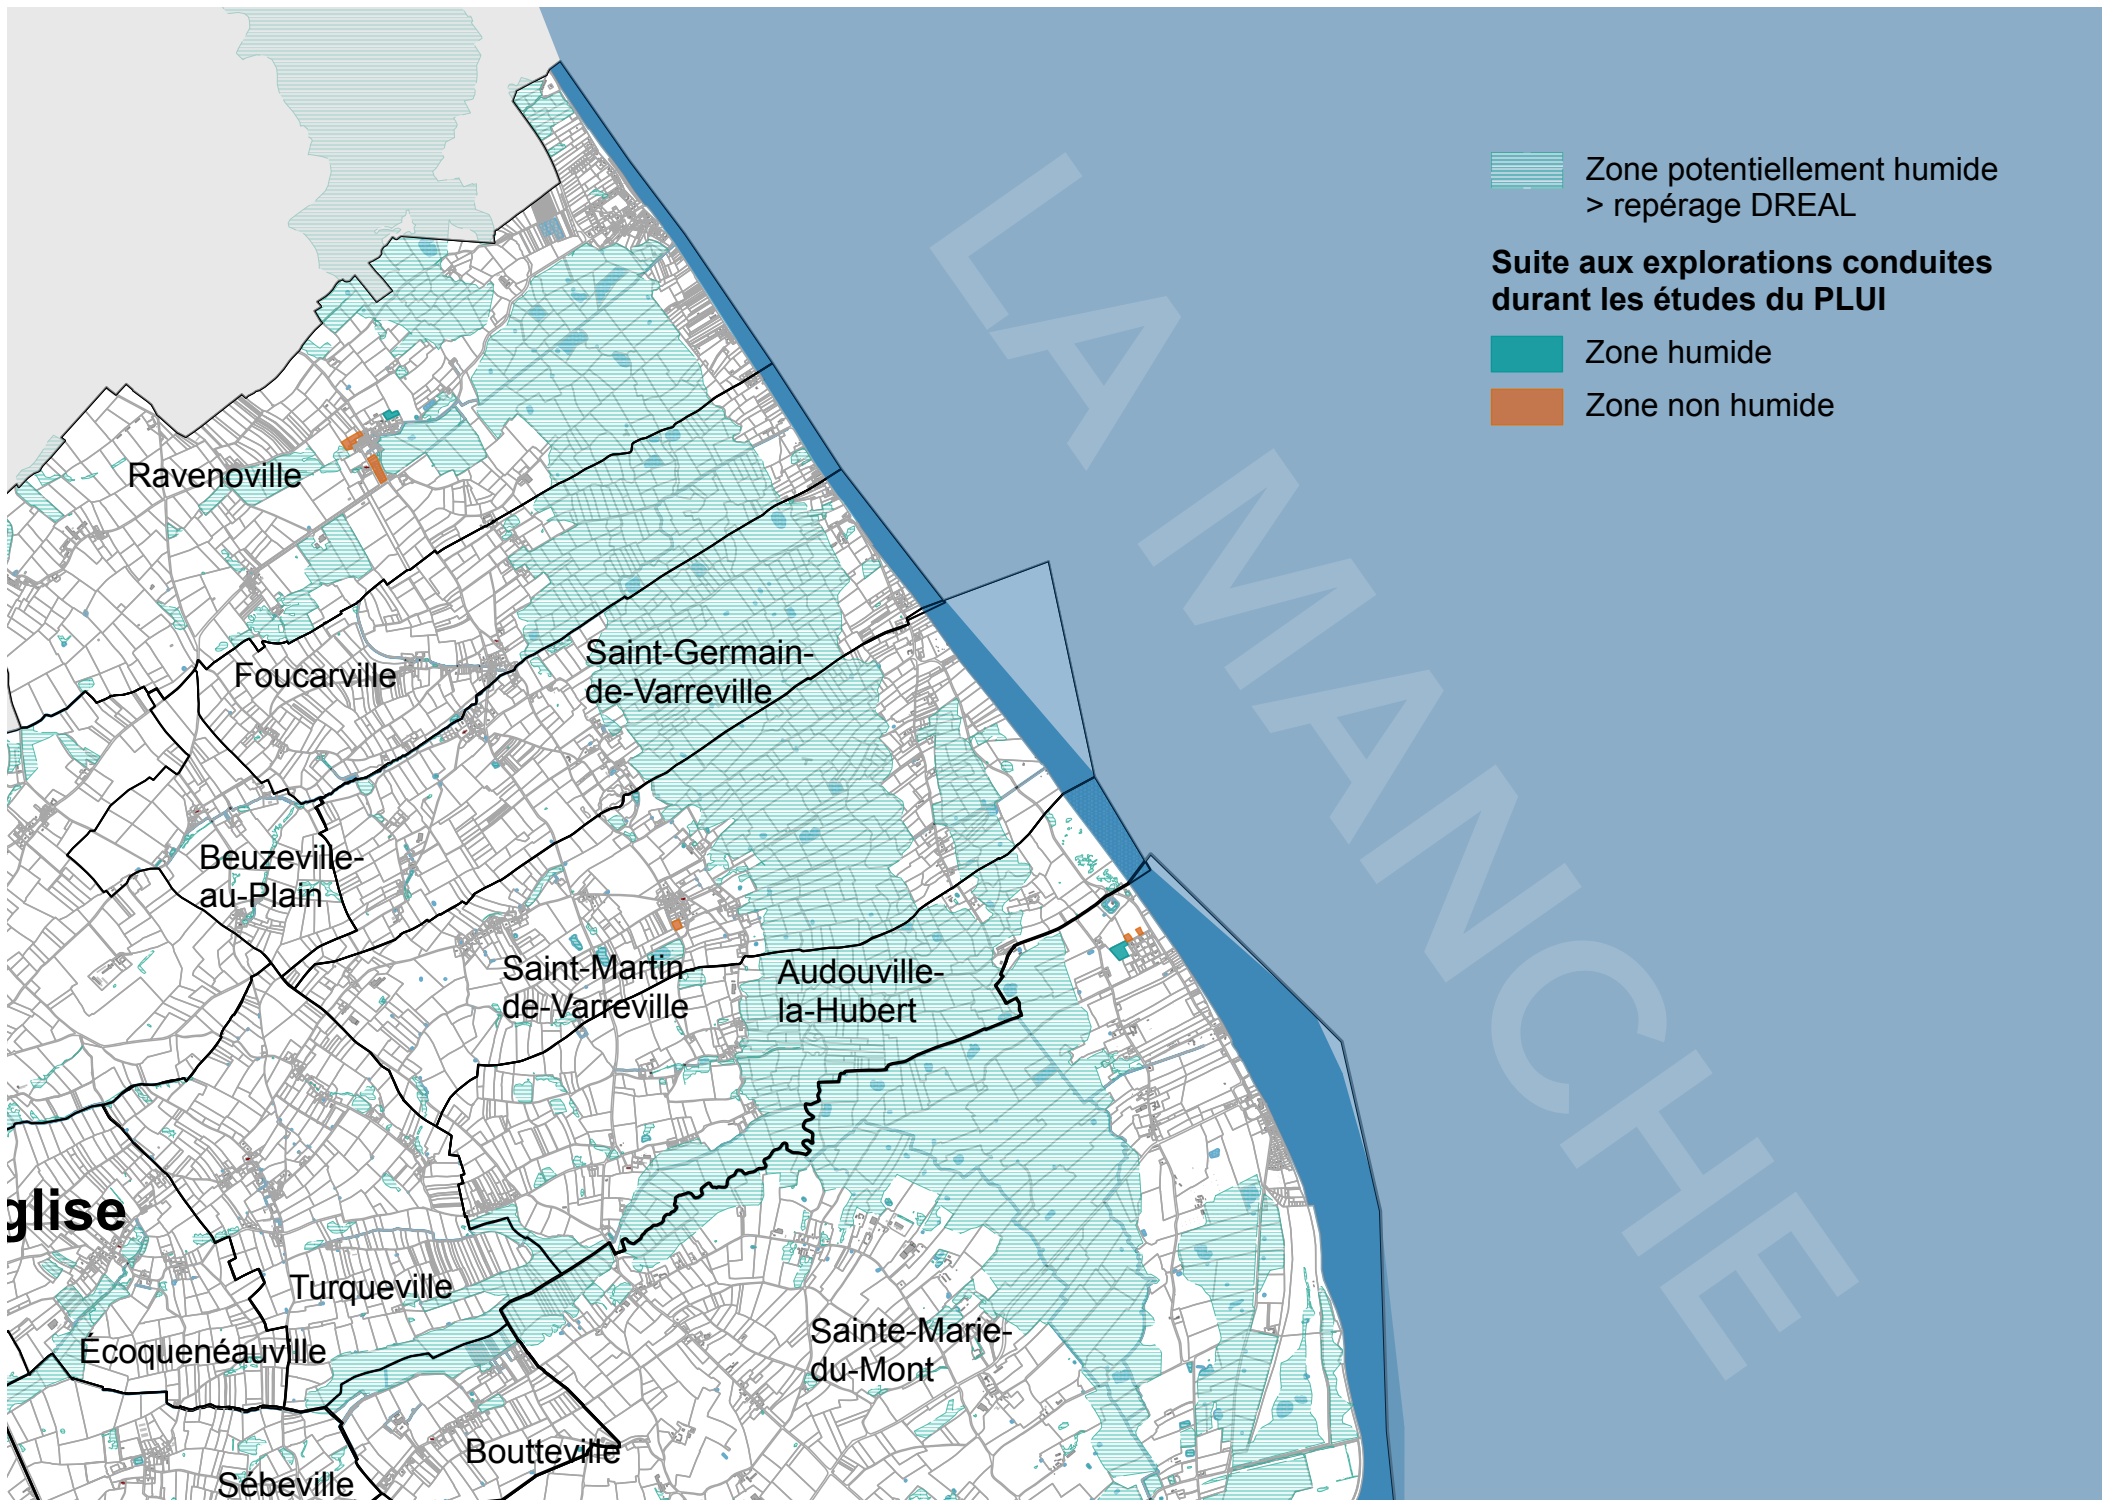 LA MANCHE
Zone potentiellement humide
> repérage DREAL
Suite aux explorations conduites
durant les études du PLUI
Zone humide
Zone non humide
Ravenoville
Foucarville
Saint-Germain-
de-Varreville
Beuzeville-
au-Plain
Saint-Martin
de-Varreville
Audouville-
la-Hubert
glise
Turqueville
Écoquenéauville
Sainte-Marie-
du-Mont
Boutteville
Sébeville